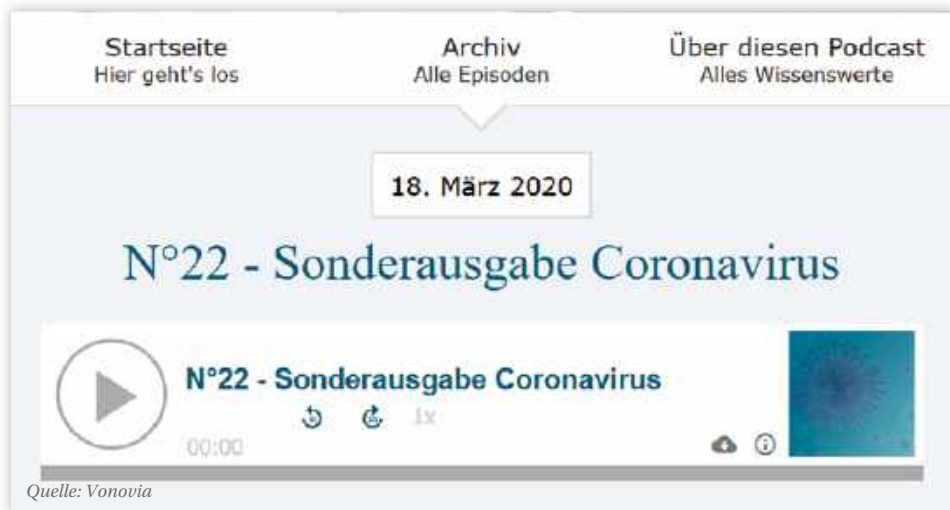 Startseite
Hier geht's los
Archiv
Alle Episoden
Über diesen Podcast
Alles Wissenswerte
18. März 2020
N°22 - Sonderausgabe Coronavirus
N°22 - Sonderausgabe Coronavirus
1x
00:00
Quelle: Vonovia